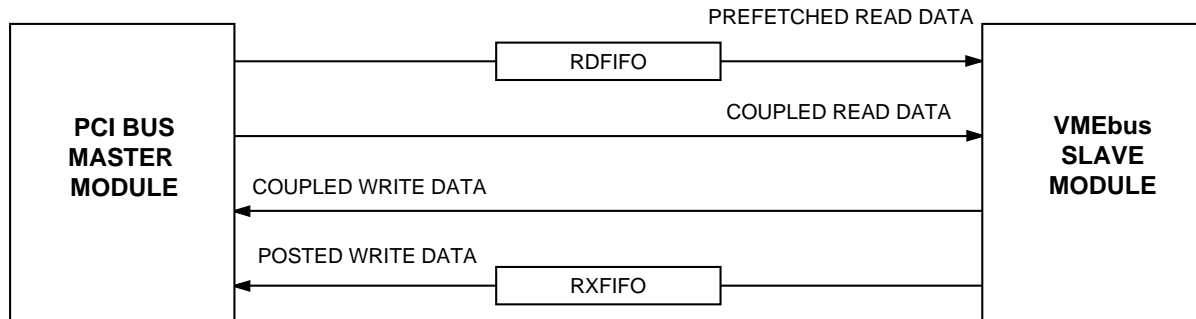 PREFETCHED READ DATA
RDFIFO
COUPLED READ DATA
PCI BUS
MASTER
MODULE
VMEbus
SLAVE
MODULE
COUPLED WRITE DATA
POSTED WRITE DATA
RXFIFO